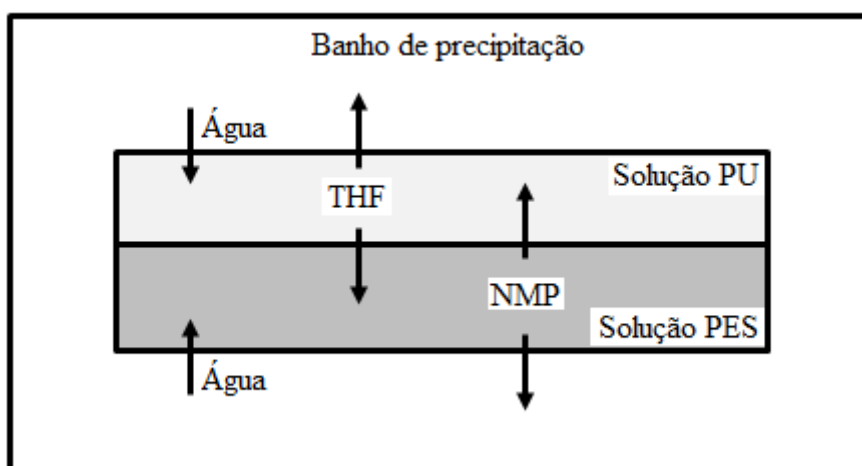 Banho de precipitação
Água
Solução PU
THF
NMP
Solução PES
Água